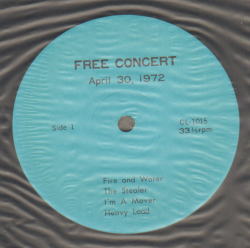 FREE CONCERT
April 30, 1972
Side 1
CL-1015
33 ⅓ rpm
Fire and Water
The Stealer
I'm A Mover
Heavy Load